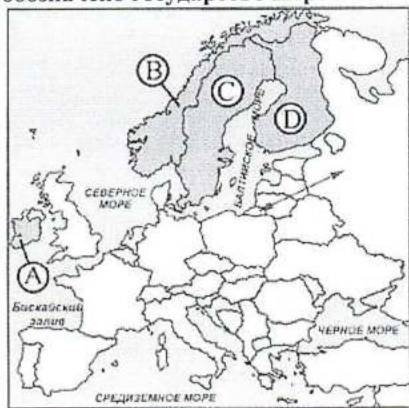 B
C
D
БАЛТИЙСКОЕ МОРЕ
СЕВЕРНОЕ
МОРЕ
A
Бискайский
залив
ЧЕРНОЕ МОРЕ
СРЕДИЗЕМНОЕ МОРЕ